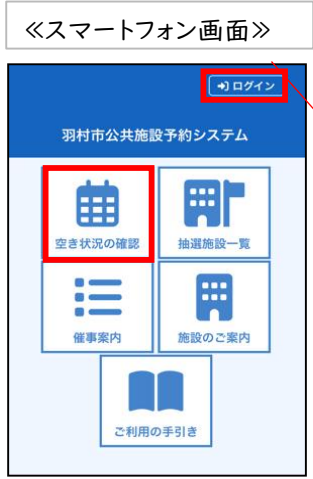 ≪スマートフォン画面≫
ログイン
羽村市公共施設予約システム
空き状況の確認
抽選施設一覧
催事案内
施設のご案内
ご利用の手引き